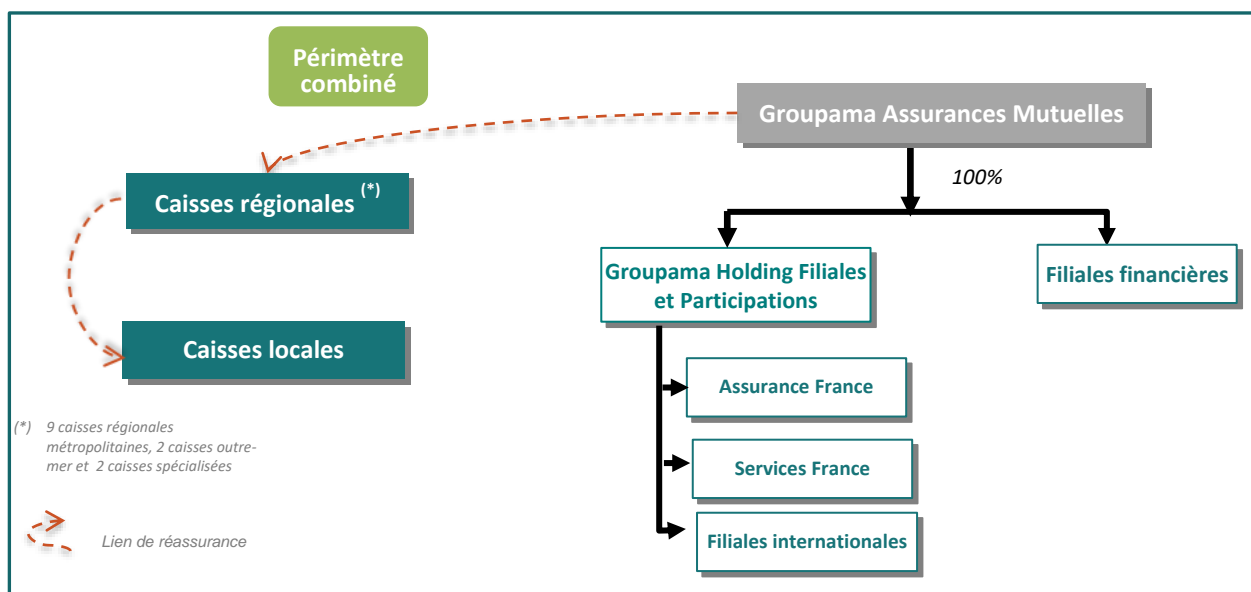 Périmètre
combiné
Groupama Assurances Mutuelles
100%
Caisses régionales (*)
Groupama Holding Filiales
et Participations
Filiales financières
Caisses locales
Assurance France
Services France
Filiales internationales
(*) 9 caisses régionales
métropolitaines, 2 caisses outre-
mer et 2 caisses spécialisées
Lien de réassurance